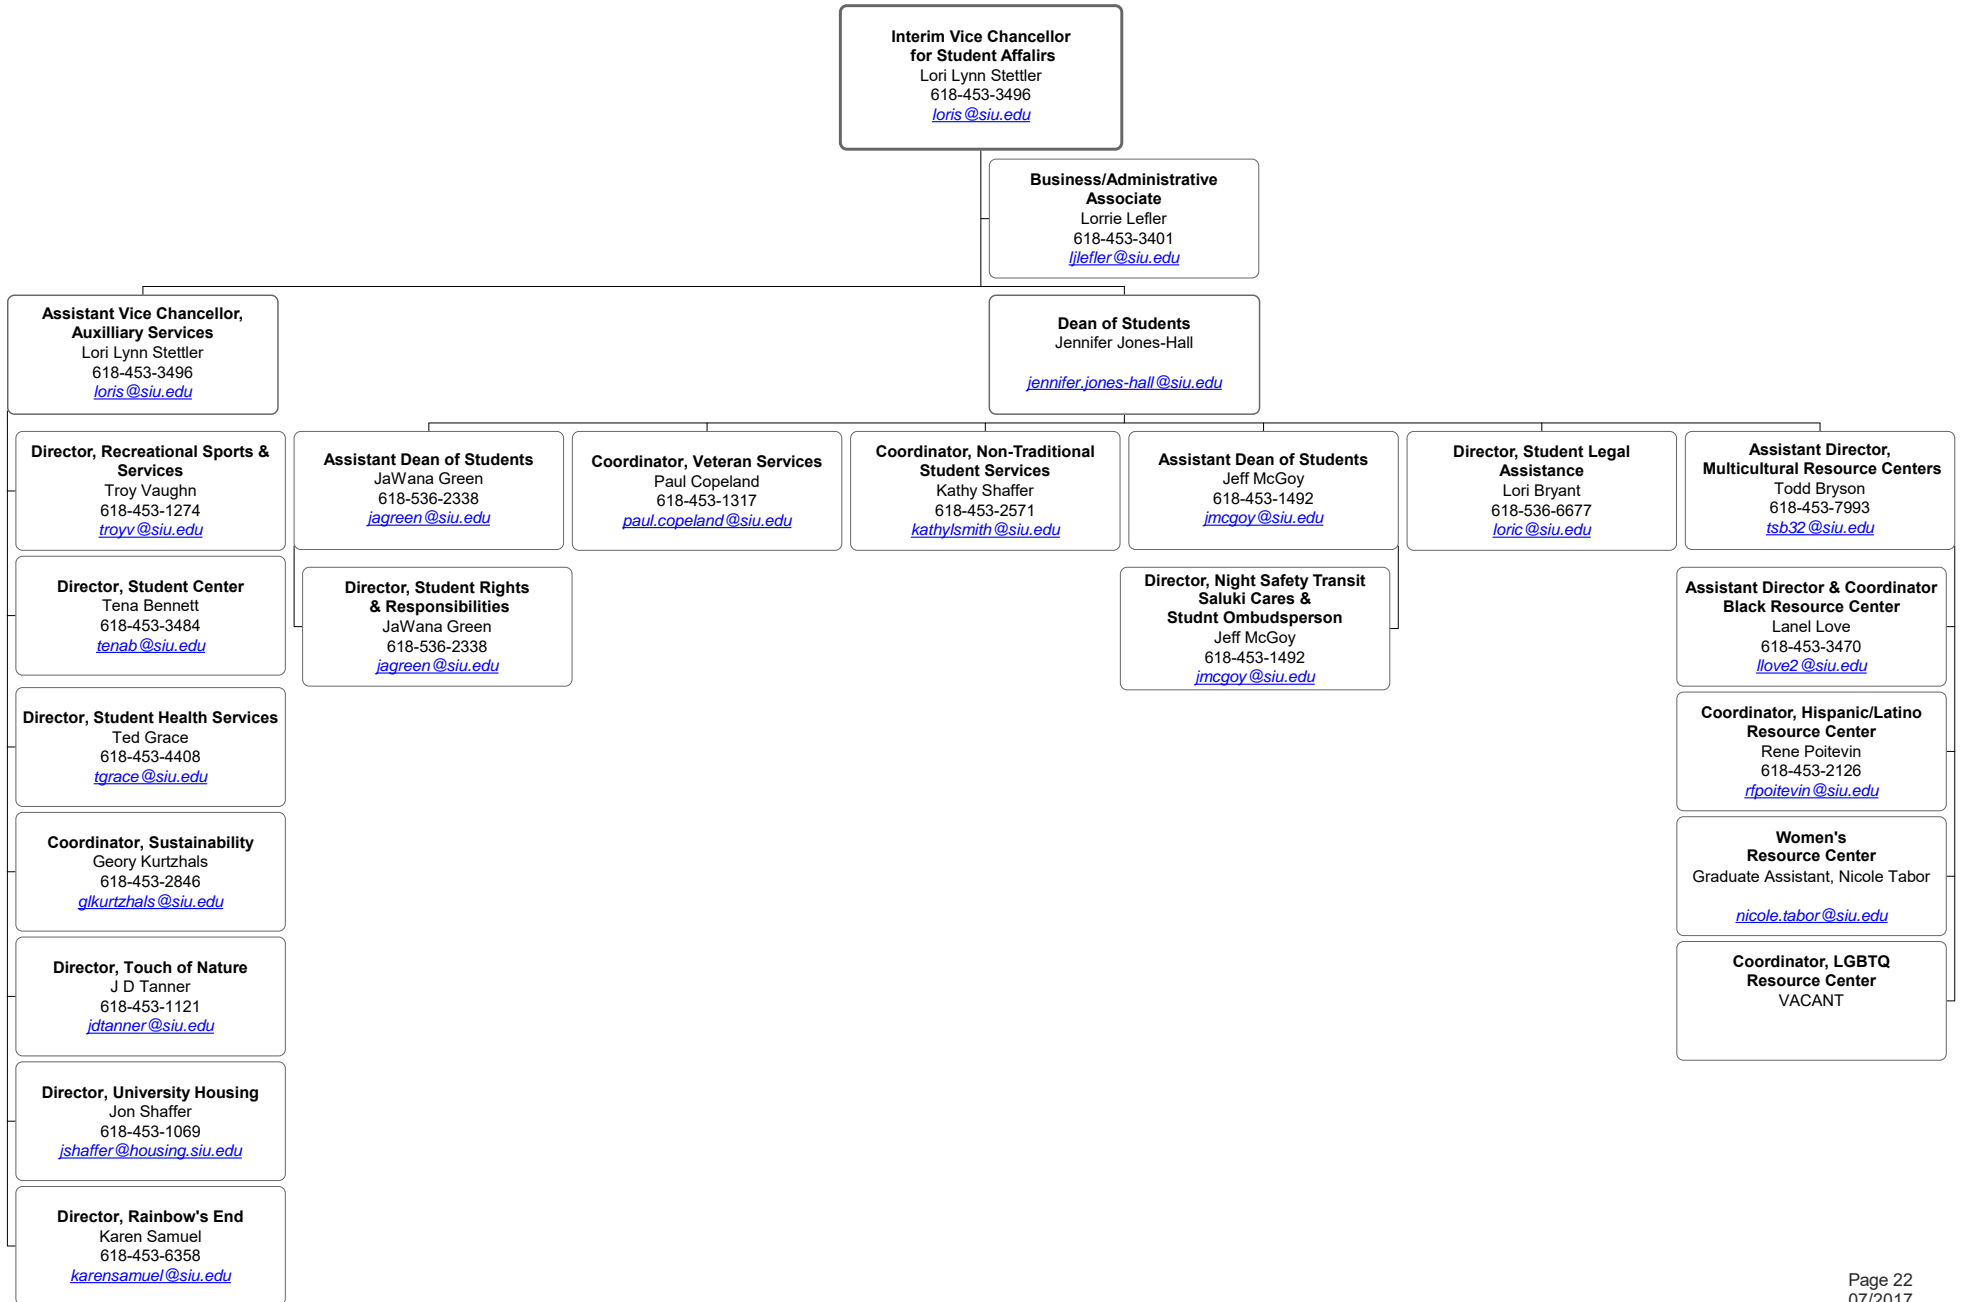 Interim Vice Chancellor
for Student Affalirs
Lori Lynn Stettler
618-453-3496
loris@siu.edu
Business/Administrative
Associate
Lorrie Lefler
618-453-3401
ljlefler@siu.edu
Assistant Vice Chancellor,
Auxilliary Services
Lori Lynn Stettler
618-453-3496
loris@siu.edu
Dean of Students
Jennifer Jones-Hall
jennifer.jones-hall@siu.edu
Director, Recreational Sports &
Services
Troy Vaughn
618-453-1274
troyv@siu.edu
Assistant Dean of Students
JaWana Green
618-536-2338
jagreen@siu.edu
Coordinator, Veteran Services
Paul Copeland
618-453-1317
paul.copeland@siu.edu
Coordinator, Non-Traditional
Student Services
Kathy Shaffer
618-453-2571
kathylsmith@siu.edu
Assistant Dean of Students
Jeff McGoy
618-453-1492
jmcgoy@siu.edu
Director, Student Legal
Assistance
Lori Bryant
618-536-6677
loric@siu.edu
Assistant Director,
Multicultural Resource Centers
Todd Bryson
618-453-7993
tsb32@siu.edu
Director, Student Center
Tena Bennett
618-453-3484
tenab@siu.edu
Director, Student Rights
& Responsibilities
JaWana Green
618-536-2338
jagreen@siu.edu
Director, Night Safety Transit
Saluki Cares &
Studnt Ombudsperson
Jeff McGoy
618-453-1492
jmcgoy@siu.edu
Assistant Director & Coordinator
Black Resource Center
Lanel Love
618-453-3470
llove2@siu.edu
Director, Student Health Services
Ted Grace
618-453-4408
tgrace@siu.edu
Coordinator, Hispanic/Latino
Resource Center
Rene Poitevin
618-453-2126
rfpoitevin@siu.edu
Coordinator, Sustainability
Geory Kurtzhals
618-453-2846
glkurtzhals@siu.edu
Women's
Resource Center
Graduate Assistant, Nicole Tabor
nicole.tabor@siu.edu
Director, Touch of Nature
J D Tanner
618-453-1121
jdtanner@siu.edu
Coordinator, LGBTQ
Resource Center
VACANT
Director, University Housing
Jon Shaffer
618-453-1069
jshaffer@housing.siu.edu
Director, Rainbow's End
Karen Samuel
618-453-6358
karensamuel@siu.edu
Page 22
07/2017